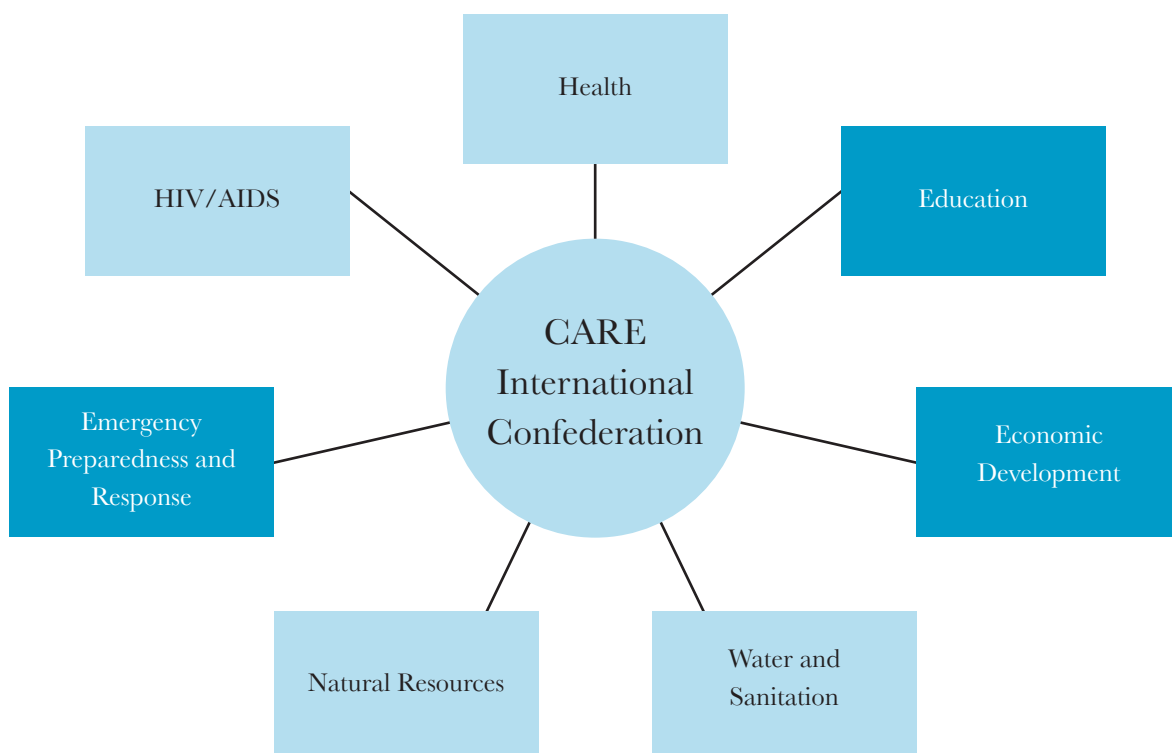 Health
HIV/AIDS
Education
CARE
International
Confederation
Emergency
Preparedness and
Response
Economic
Development
Natural Resources
Water and
Sanitation